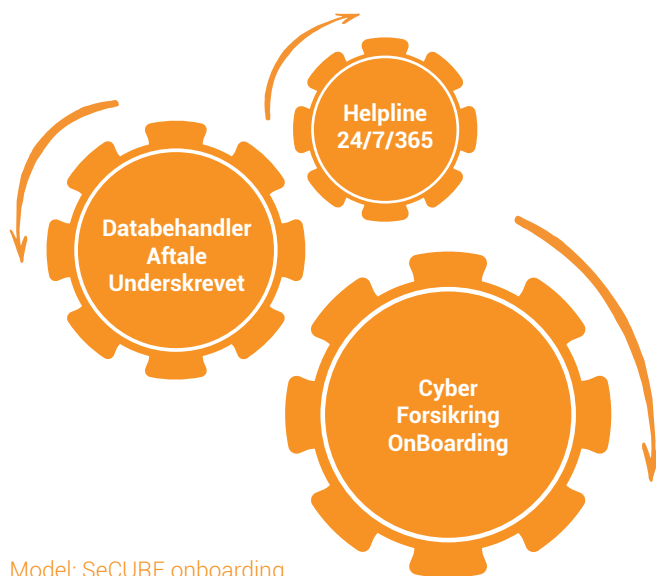 Helpline
24/7/365
Databehandler
Aftale
Underskrevet
Cyber
Forsikring
OnBoarding
Model: SeCURE onboarding